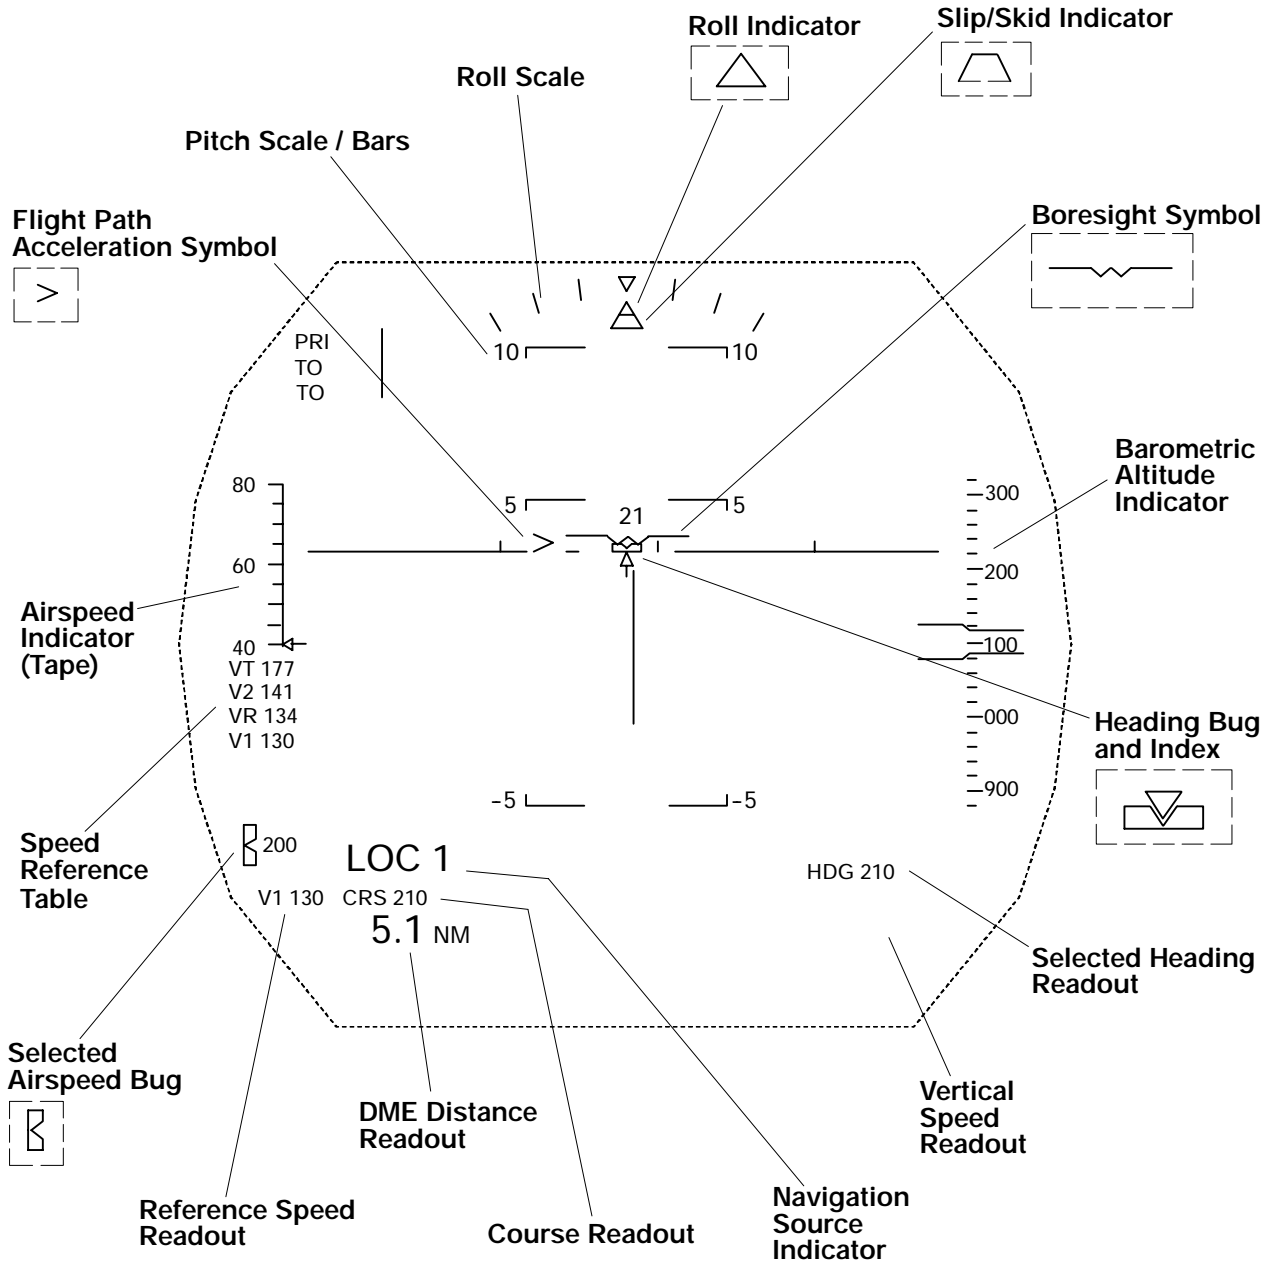 Roll Indicator
Slip/Skid Indicator
Roll Scale
Pitch Scale / Bars
Flight Path
Acceleration Symbol
Boresight Symbol
PRI
TO
TO
10
10
5
5
21
80
60
40
VT 177
V2 141
VR 134
V1 130
300
200
100
000
900
Barometric
Altitude
Indicator
Airspeed
Indicator
(Tape)
Heading Bug
and Index
-5
-5
Speed
Reference
Table
200
LOC 1
HDG 210
V1 130
CRS 210
5.1 NM
Selected Heading
Readout
Selected
Airspeed Bug
DME Distance
Readout
Vertical
Speed
Readout
Reference Speed
Readout
Course Readout
Navigation
Source
Indicator